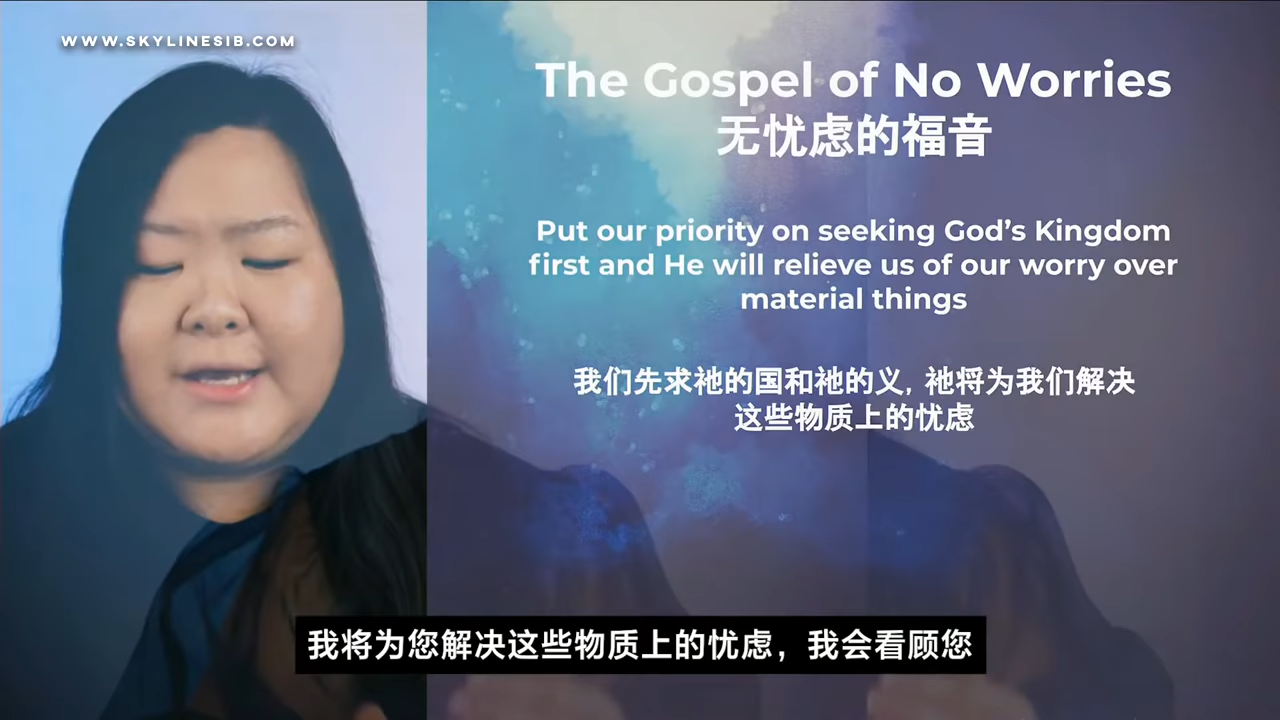 WWW.SKYLINESIB.COM
The Gospel of No Worries
无忧虑的福音
Put our priority on seeking God’s Kingdom
first and He will relieve us of our worry over
material things
我们先求祂的国和祂的义, 祂将为我们解决
这些物质上的忧虑
我将为您解决这些物质上的忧虑，我会看顾您